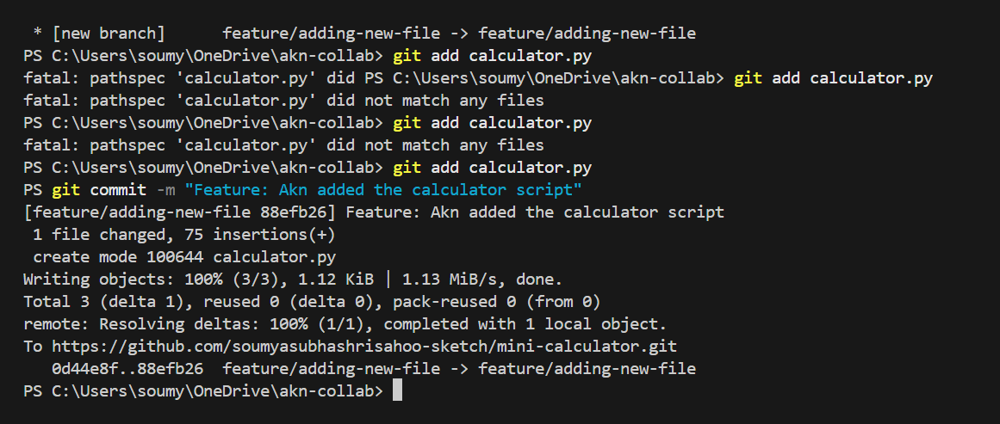 * [new branch]      feature/adding-new-file -> feature/adding-new-file
PS C:\Users\soumy\OneDrive\akn-collab> git add calculator.py
fatal: pathspec 'calculator.py' did PS C:\Users\soumy\OneDrive\akn-collab> git add calculator.py
fatal: pathspec 'calculator.py' did not match any files
PS C:\Users\soumy\OneDrive\akn-collab> git add calculator.py
fatal: pathspec 'calculator.py' did not match any files
PS C:\Users\soumy\OneDrive\akn-collab> git add calculator.py
PS git commit -m "Feature: Akn added the calculator script"
[feature/adding-new-file 88efb26] Feature: Akn added the calculator script
 1 file changed, 75 insertions(+)
 create mode 100644 calculator.py
Writing objects: 100% (3/3), 1.12 KiB | 1.13 MiB/s, done.
Total 3 (delta 1), reused 0 (delta 0), pack-reused 0 (from 0)
remote: Resolving deltas: 100% (1/1), completed with 1 local object.
To https://github.com/soumyasubhashrisahoo-sketch/mini-calculator.git
   0d44e8f..88efb26  feature/adding-new-file -> feature/adding-new-file
PS C:\Users\soumy\OneDrive\akn-collab>